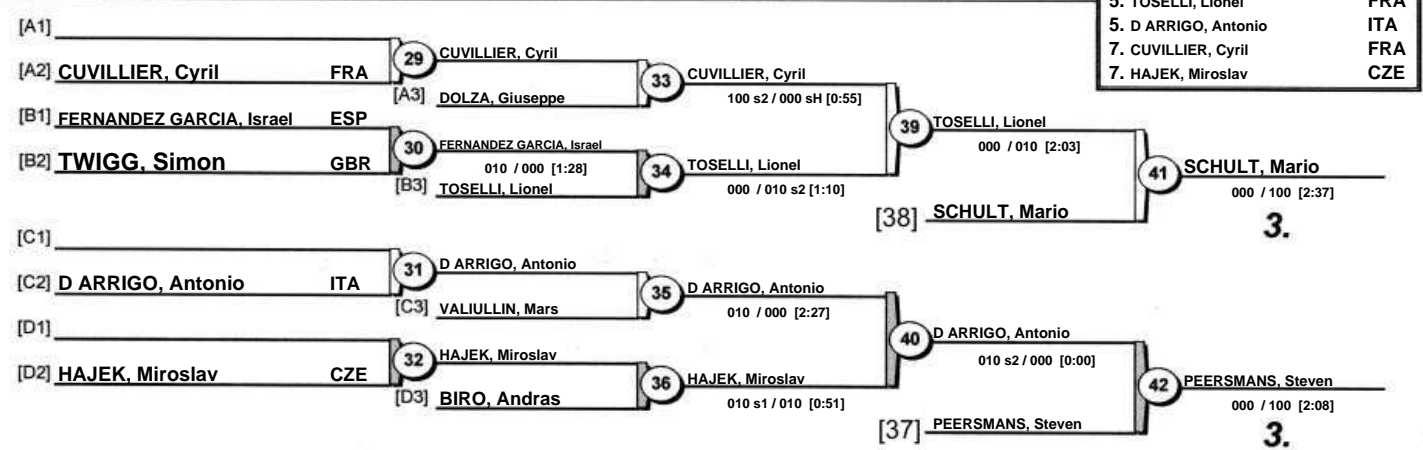 5. TOSELLI, Lionel FRA
5. D ARRIGO, Antonio ITA
7. CUVILLIER, Cyril FRA
7. HAJEK, Miroslav CZE
[A1]
[A2] CUVILLIER, Cyril FRA
29
CUVILLIER, Cyril
[A3] DOLZA, Giuseppe
33
CUVILLIER, Cyril
100 s2 / 000 sH [0:55]
[B1] FERNANDEZ GARCIA, Israel ESP
[B2] TWIGG, Simon GBR
30
FERNANDEZ GARCIA, Israel
010 / 000 [1:28]
[B3] TOSELLI, Lionel
34
TOSELLI, Lionel
000 / 010 s2 [1:10]
39
TOSELLI, Lionel
000 / 010 [2:03]
[38] SCHULT, Mario
41
SCHULT, Mario
000 / 100 [2:37]
3.
[C1]
[C2] D ARRIGO, Antonio ITA
31
D ARRIGO, Antonio
[C3] VALIULLIN, Mars
35
D ARRIGO, Antonio
010 / 000 [2:27]
[D1]
[D2] HAJEK, Miroslav CZE
32
HAJEK, Miroslav
[D3] BIRO, Andras
36
HAJEK, Miroslav
010 s1 / 010 [0:51]
40
D ARRIGO, Antonio
010 s2 / 000 [0:00]
[37] PEERSMANS, Steven
42
PEERSMANS, Steven
000 / 100 [2:08]
3.